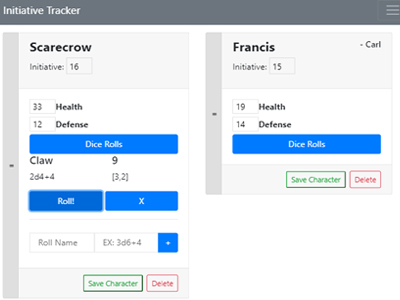 Initiative Tracker
Scarecrow
Initiative: 16
33 Health
12 Defense
Dice Rolls
Claw 9
2d4+4 [3,2]
Roll! X
Roll Name EX: 3d6+4 +
Save Character Delete
Francis - Carl
Initiative: 15
19 Health
14 Defense
Dice Rolls
Save Character Delete